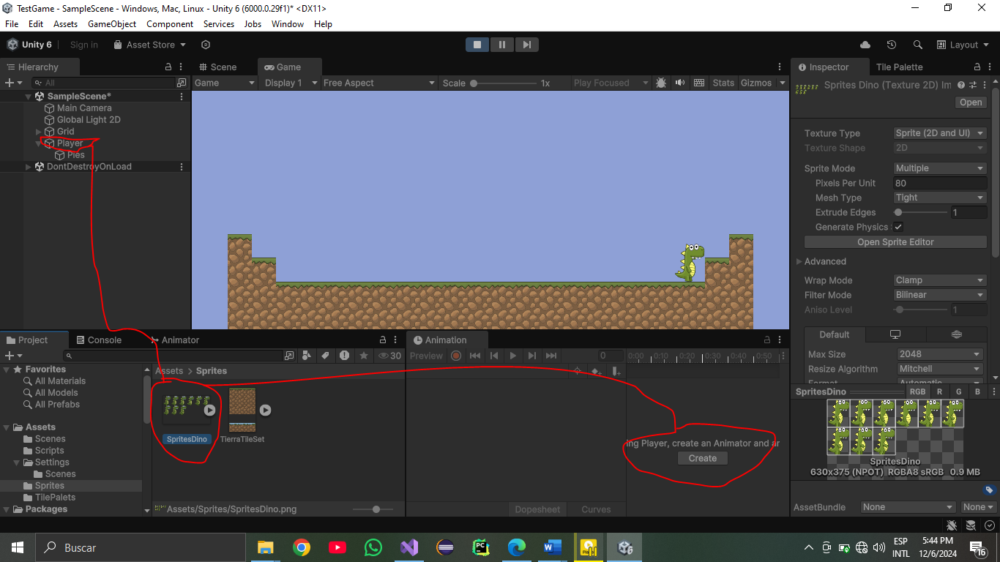 TestGame - SampleScene - Windows, Mac, Linux - Unity 6 (6000.0.29f1)* <DX11>
File Edit Assets GameObject Component Services Jobs Window Help
Unity 6 Sign in Asset Store Layout
Hierarchy
All
SampleScene*
Main Camera
Global Light 2D
Grid
Player
Pies
DontDestroyOnLoad
Scene Game
Game Display 1 Free Aspect Scale 1x Play Focused Stats Gizmos
Inspector Tile Palette
Sprites Dino (Texture 2D) Im
Open
Texture Type Sprite (2D and UI)
Texture Shape 2D
Sprite Mode Multiple
Pixels Per Unit 80
Mesh Type Tight
Extrude Edges 1
Generate Physics
Open Sprite Editor
Advanced
Wrap Mode Clamp
Filter Mode Bilinear
Aniso Level 1
Default
Max Size 2048
Resize Algorithm Mitchell
Format Automatic
SpritesDino RGB R G B
SpritesDino
630x375 (NPOT) RGBA8 sRGB 0.9 MB
AssetBundle None None
Project Console Animator
30
Favorites
All Materials
All Models
All Prefabs
Assets
Scenes
Scripts
Settings
Scenes
Sprites
TilePalets
Packages
Assets > Sprites
SpritesDino TierraTileSet
Assets/Sprites/SpritesDino.png
Animation
Preview 0 0:00 0:10 0:20 0:30 0:40 0:50
ing Player, create an Animator and ar
Create
Dopesheet Curves
Buscar
ESP
INTL
5:44 PM
12/6/2024
16